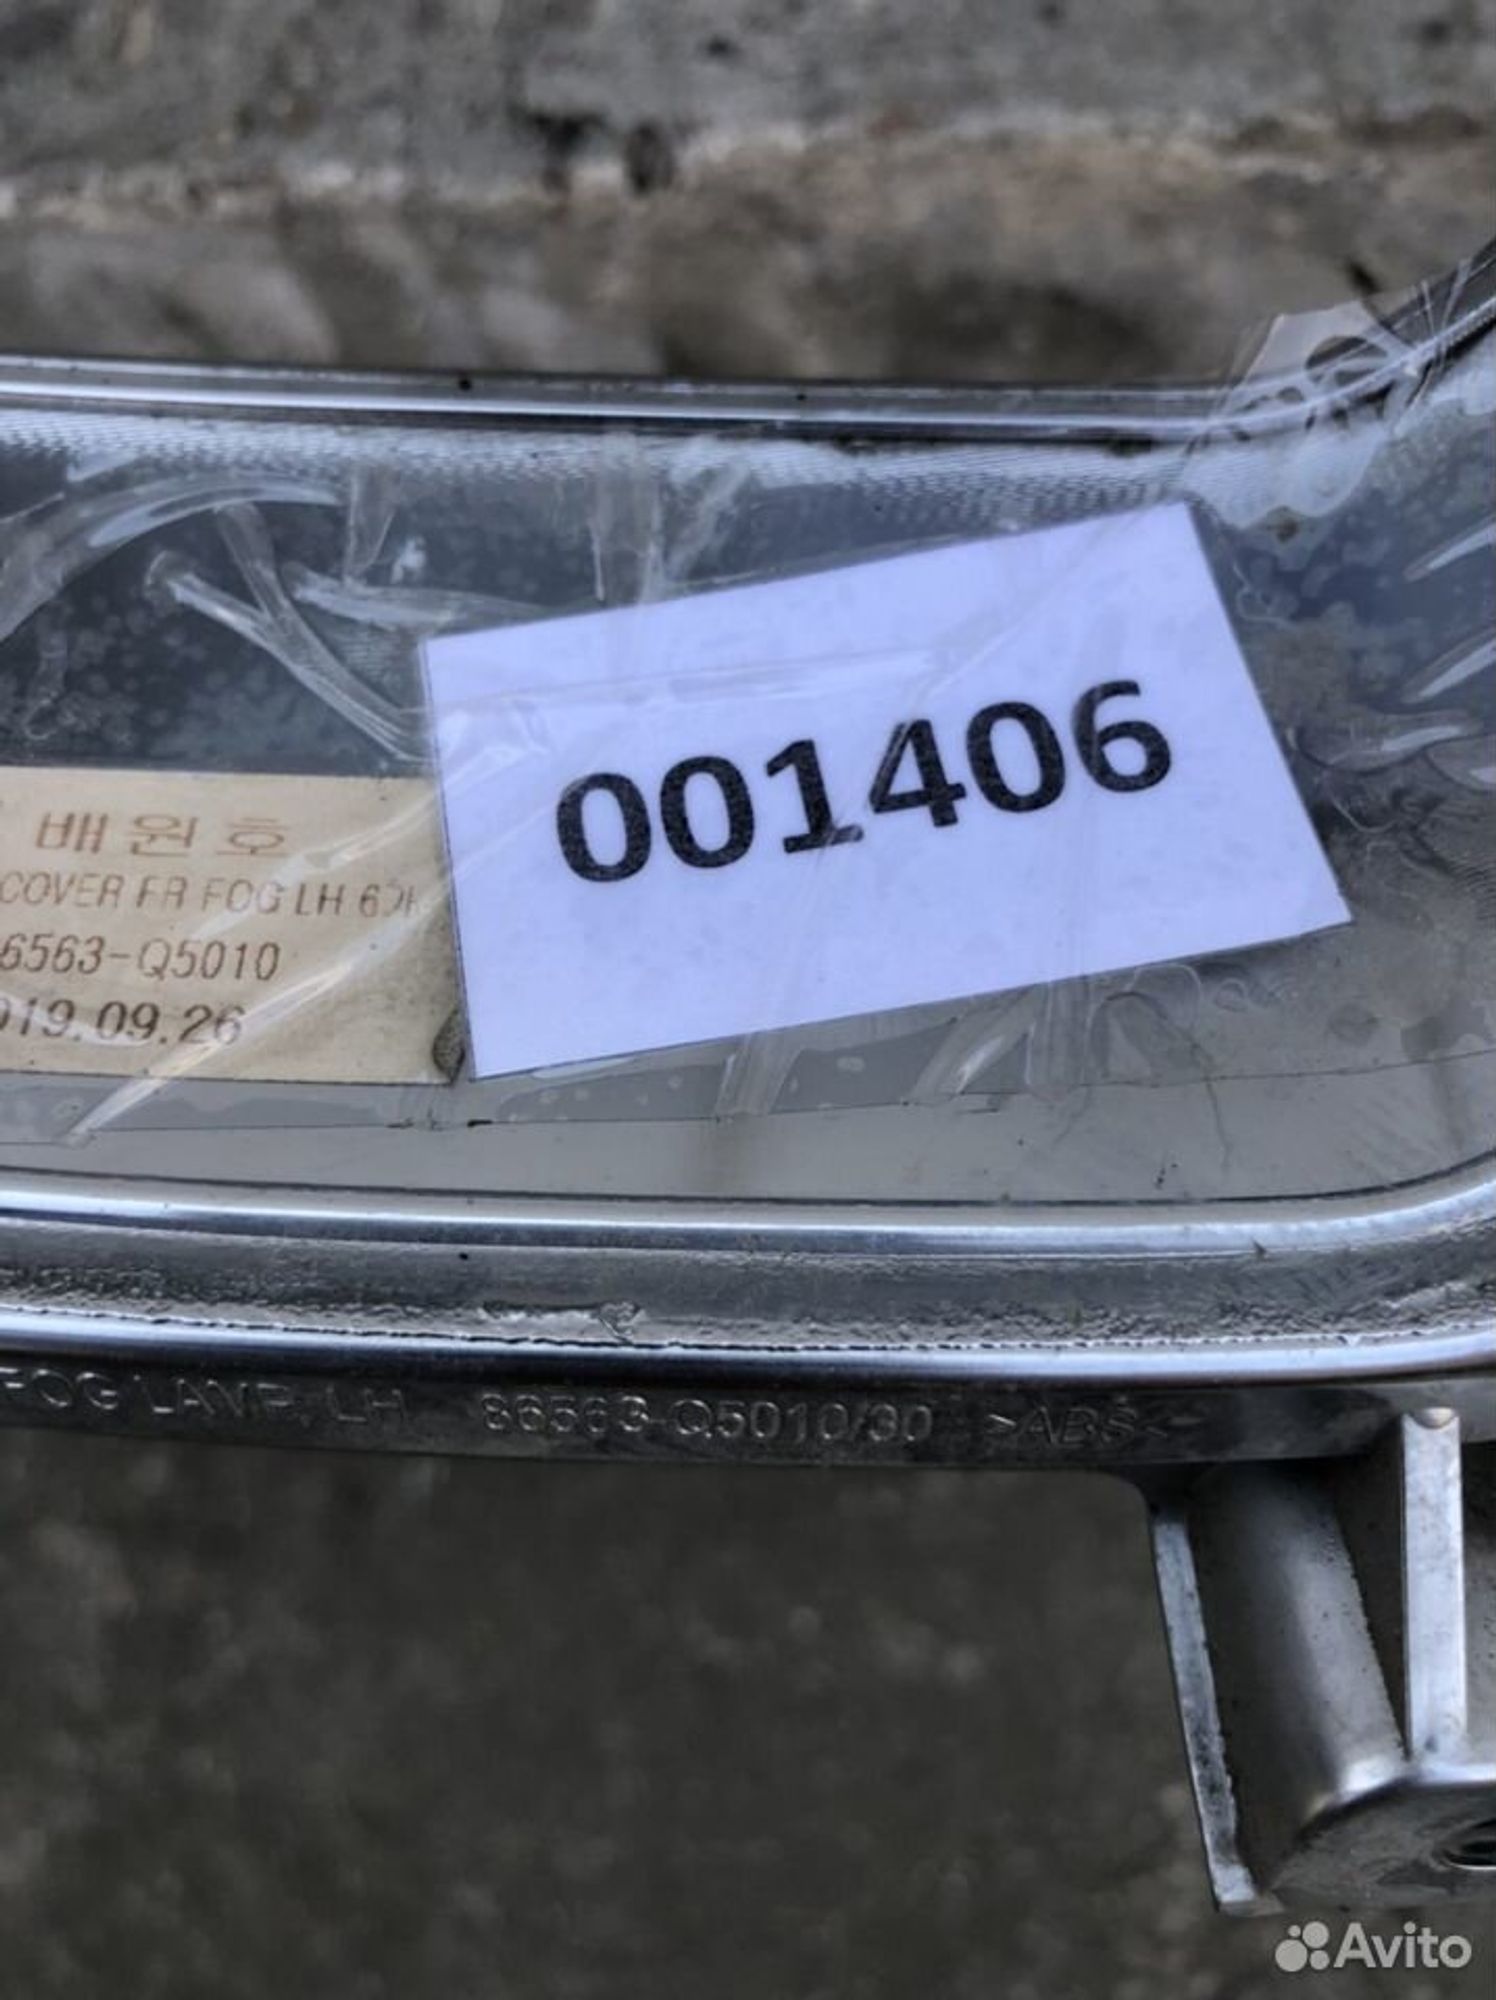 001406
배원호
COVER FR FOG LH
6563-Q5010
019.09.26
FOG LAMP, LH 86563-Q5010/30 >ABS<
Avito